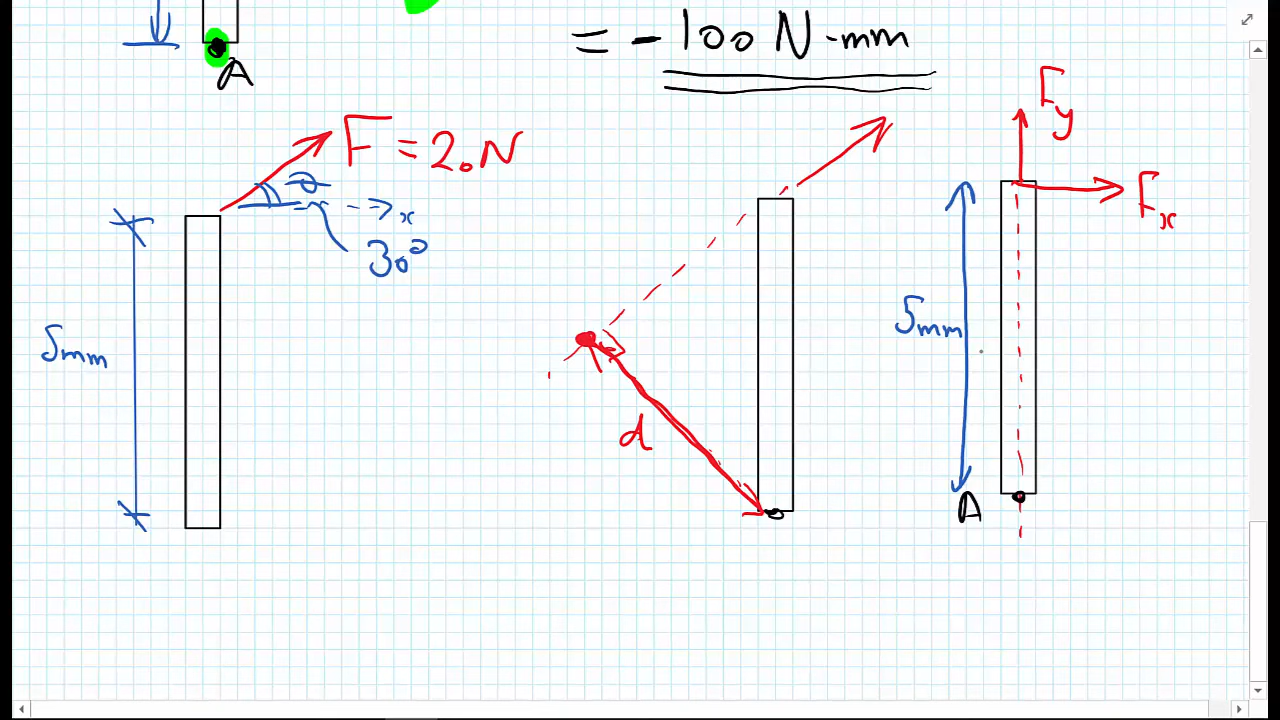 = -100 N-mm
A
F = 20N
θ
x
30°
5mm
d
Fy
Fx
5mm
A